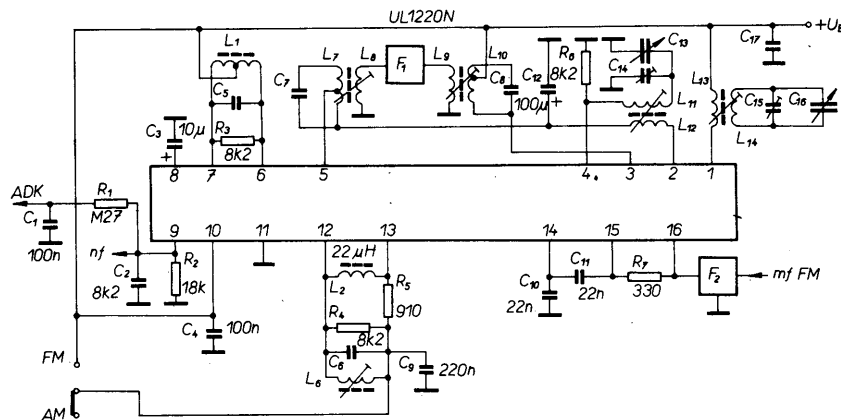 UL1220N
+U_B
L1
L7
L8
F1
L9
L10
C12
R6
8k2
C13
C14
C17
C7
C5
C8
100µ
+
L13
L11
C15
C16
C3
10µ
+
R3
8k2
L12
L14
8
7
6
5
4
3
2
1
ADK
R1
M27
C1
100n
9
10
11
12
13
14
15
16
nf
R2
18k
C2
8k2
22µH
L2
R5
910
C11
22n
R7
330
F2
mf FM
C10
22n
R4
8k2
C4
100n
FM
C6
C9
220n
L6
AM